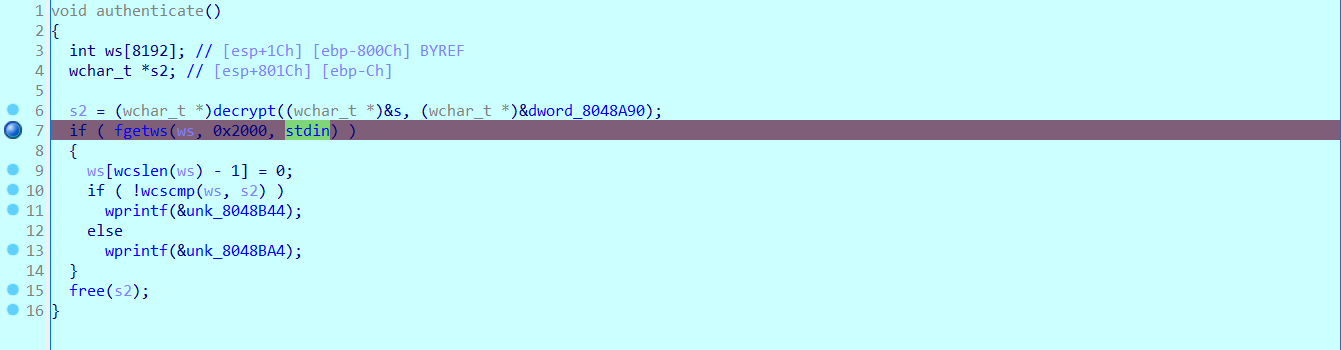 1 void authenticate()
2 {
3   int ws[8192]; // [esp+1Ch] [ebp-800Ch] BYREF
4   wchar_t *s2; // [esp+801Ch] [ebp-Ch]
5
6   s2 = (wchar_t *)decrypt((wchar_t *)&s, (wchar_t *)&dword_8048A90);
7   if ( fgetws(ws, 0x2000, stdin) )
8   {
9     ws[wcslen(ws) - 1] = 0;
10     if ( !wcscmp(ws, s2) )
11       wprintf(&unk_8048B44);
12     else
13       wprintf(&unk_8048BA4);
14   }
15   free(s2);
16 }